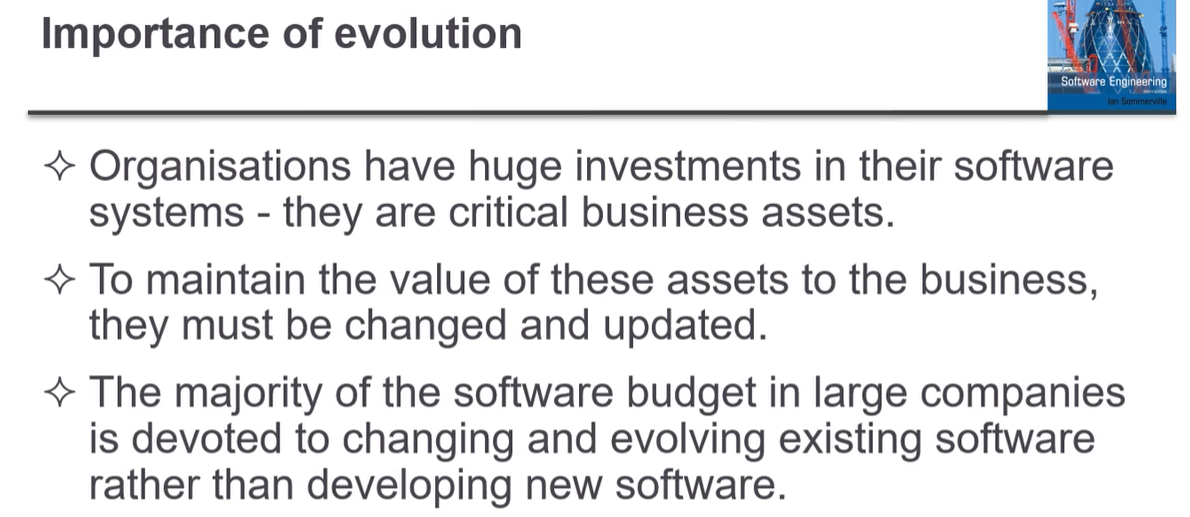 Importance of evolution
Software Engineering
Ian Sommerville
✧ Organisations have huge investments in their software
systems - they are critical business assets.
✧ To maintain the value of these assets to the business,
they must be changed and updated.
✧ The majority of the software budget in large companies
is devoted to changing and evolving existing software
rather than developing new software.